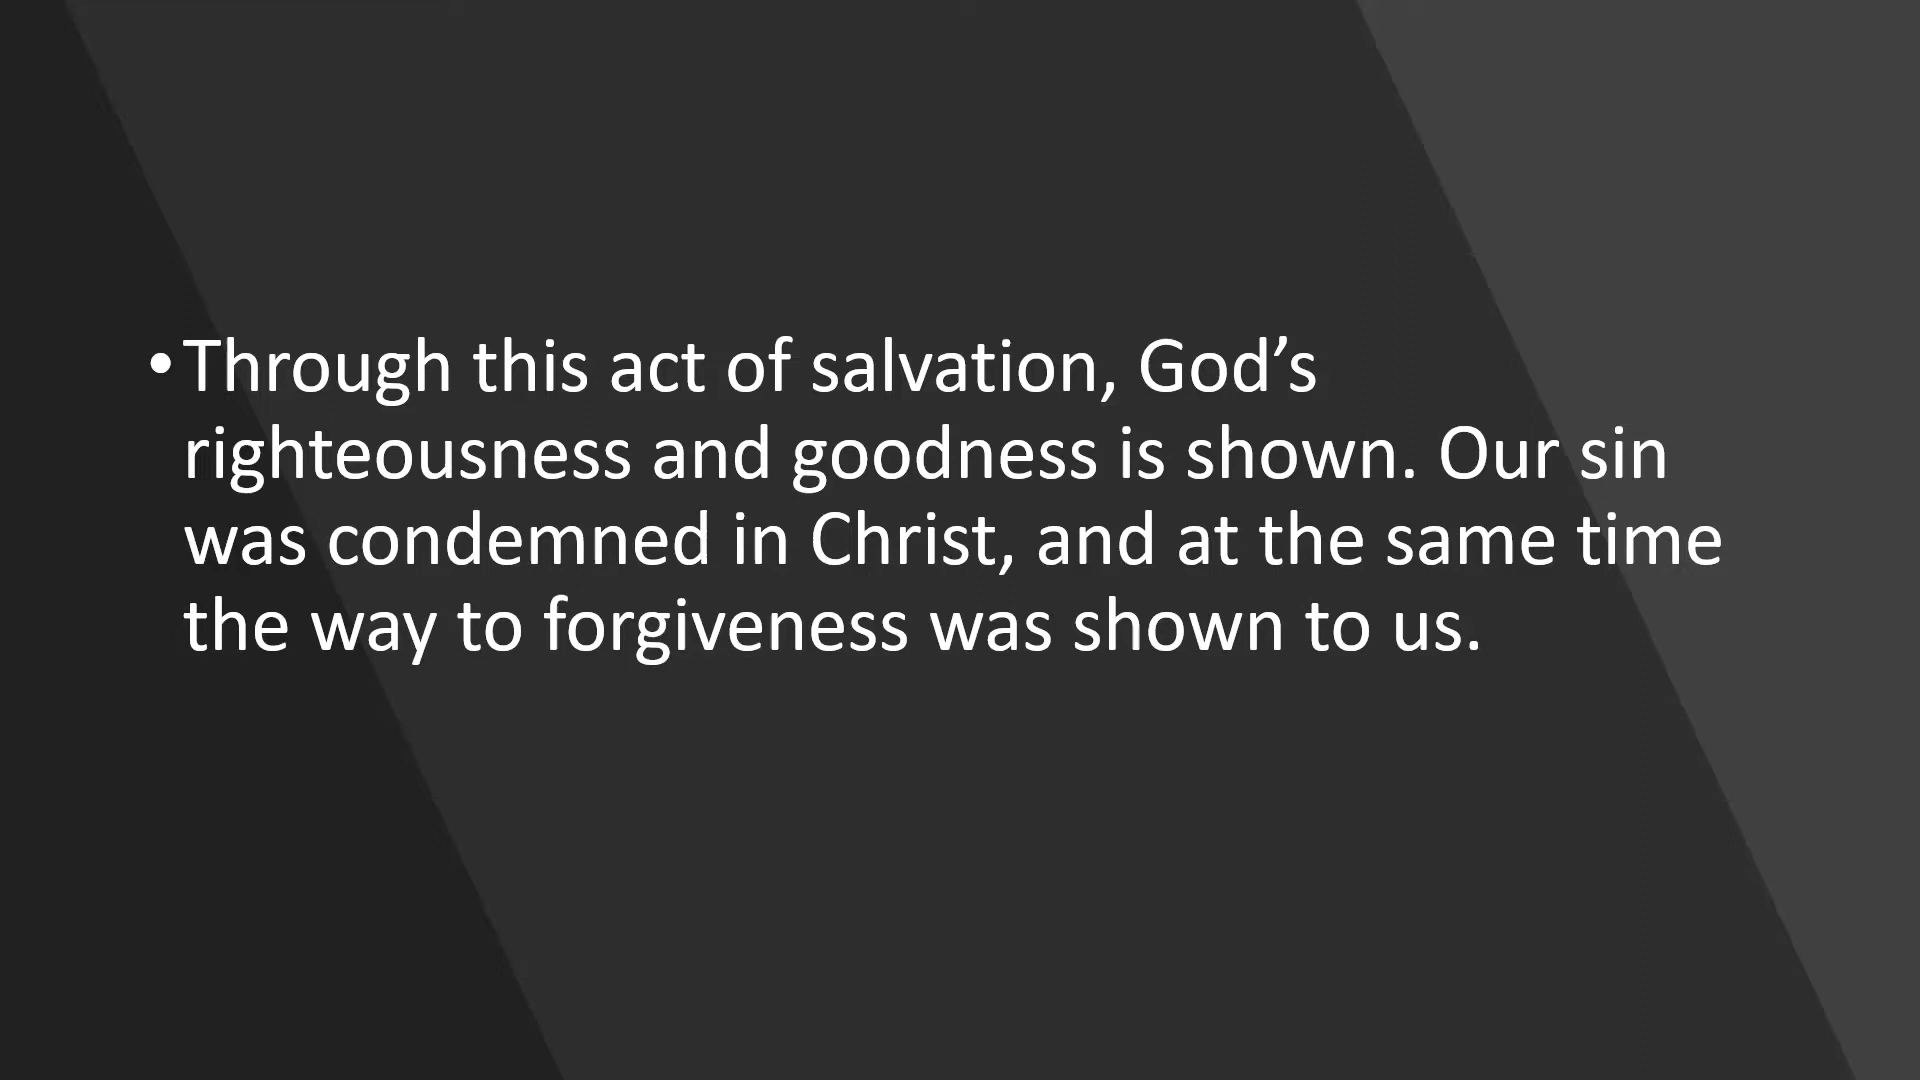 •Through this act of salvation, God’s
righteousness and goodness is shown. Our sin
was condemned in Christ, and at the same time
the way to forgiveness was shown to us.